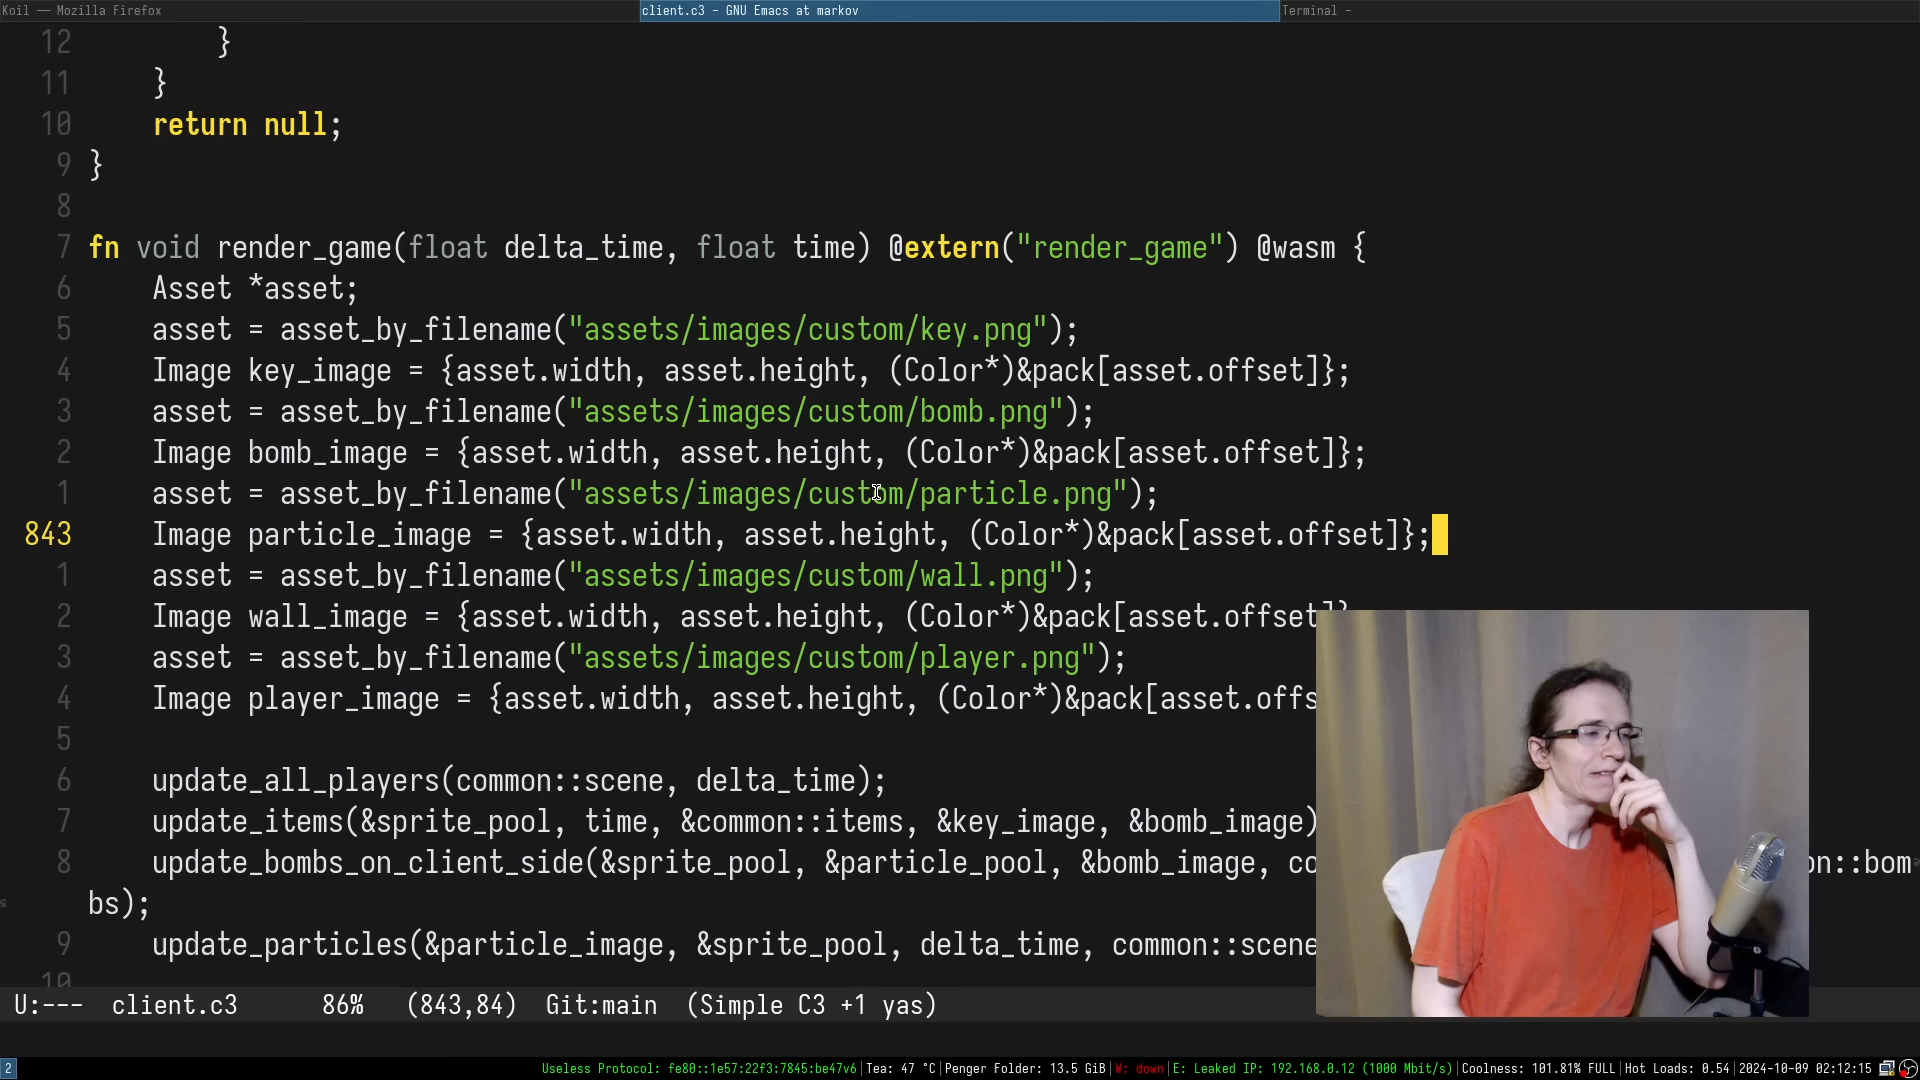 Koil — Mozilla Firefox client.c3 - GNU Emacs at markov Terminal -
12 }
11 }
10 return null;
9 }
8
7 fn void render_game(float delta_time, float time) @extern("render_game") @wasm {
6 Asset *asset;
5 asset = asset_by_filename("assets/images/custom/key.png");
4 Image key_image = {asset.width, asset.height, (Color*)&pack[asset.offset]};
3 asset = asset_by_filename("assets/images/custom/bomb.png");
2 Image bomb_image = {asset.width, asset.height, (Color*)&pack[asset.offset]};
1 asset = asset_by_filename("assets/images/custom/particle.png");
843 Image particle_image = {asset.width, asset.height, (Color*)&pack[asset.offset]};
1 asset = asset_by_filename("assets/images/custom/wall.png");
2 Image wall_image = {asset.width, asset.height, (Color*)&pack[asset.offset]
3 asset = asset_by_filename("assets/images/custom/player.png");
4 Image player_image = {asset.width, asset.height, (Color*)&pack[asset.offs
5
6 update_all_players(common::scene, delta_time);
7 update_items(&sprite_pool, time, &common::items, &key_image, &bomb_image)
8 update_bombs_on_client_side(&sprite_pool, &particle_pool, &bomb_image, co on::bom
bs);
9 update_particles(&particle_image, &sprite_pool, delta_time, common::scene
10
U:--- client.c3 86% (843,84) Git:main (Simple C3 +1 yas)
2 Useless Protocol: fe80::1e57:22f3:7845:be47v6|Tea: 47 °C|Penger Folder: 13.5 GiB|W: down|E: Leaked IP: 192.168.0.12 (1000 Mbit/s)|Coolness: 101.81% FULL|Hot Loads: 0.54|2024-10-09 02:12:15